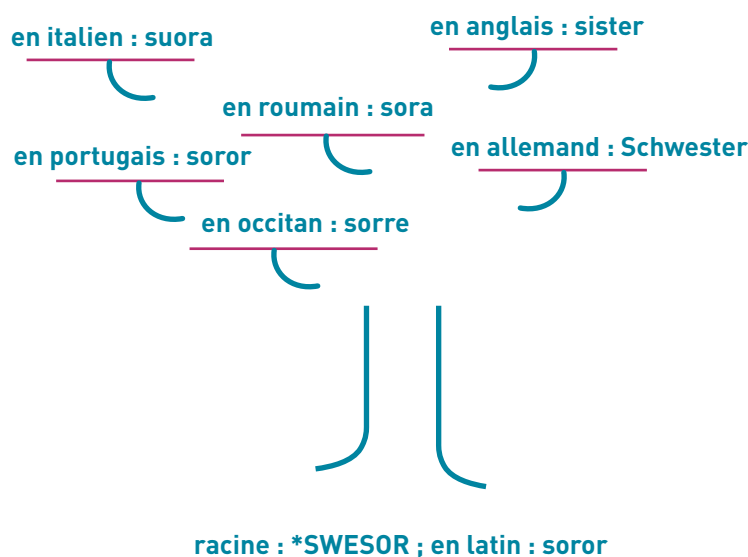 en italien : suora
en anglais : sister
en roumain : sora
en portugais : soror
en allemand : Schwester
en occitan : sorre
racine : *SWESOR ; en latin : soror